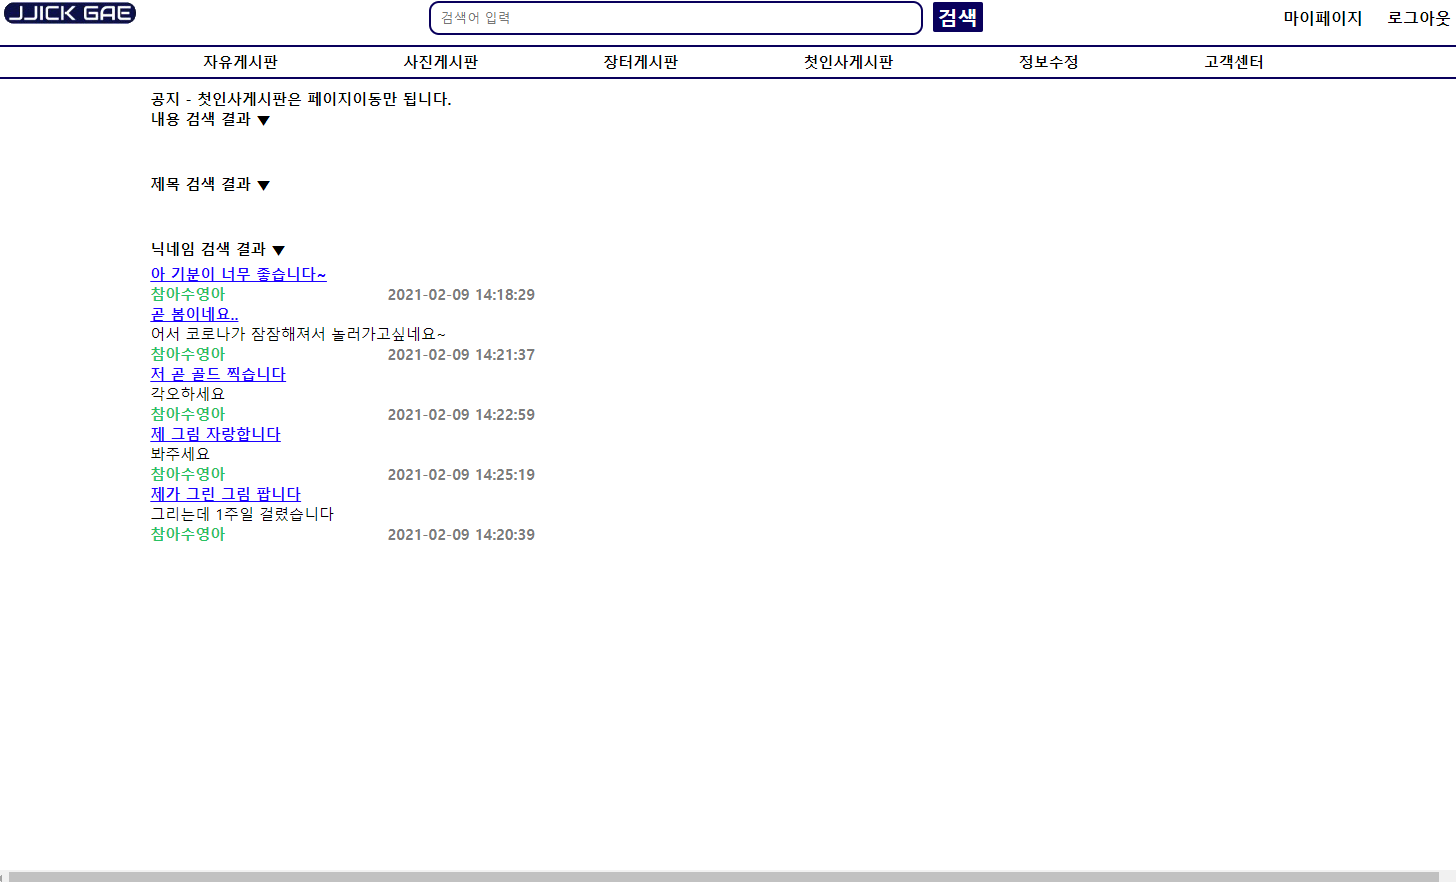 JJICK GAE 검색어 입력 검색 마이페이지 로그아웃
자유게시판 사진게시판 장터게시판 첫인사게시판 정보수정 고객센터
공지 - 첫인사게시판은 페이지이동만 됩니다.
내용 검색 결과 ▼
제목 검색 결과 ▼
닉네임 검색 결과 ▼
아 기분이 너무 좋습니다~
참아수영아 2021-02-09 14:18:29
곧 봄이네요..
어서 코로나가 잠잠해져서 놀러가고싶네요~
참아수영아 2021-02-09 14:21:37
저 곧 골드 찍습니다
각오하세요
참아수영아 2021-02-09 14:22:59
제 그림 자랑합니다
봐주세요
참아수영아 2021-02-09 14:25:19
제가 그린 그림 팝니다
그리는데 1주일 걸렸습니다
참아수영아 2021-02-09 14:20:39